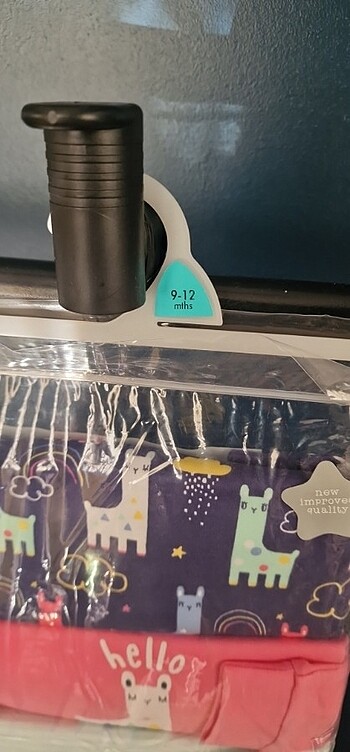 9-12
mths
new
improved
quality
hello